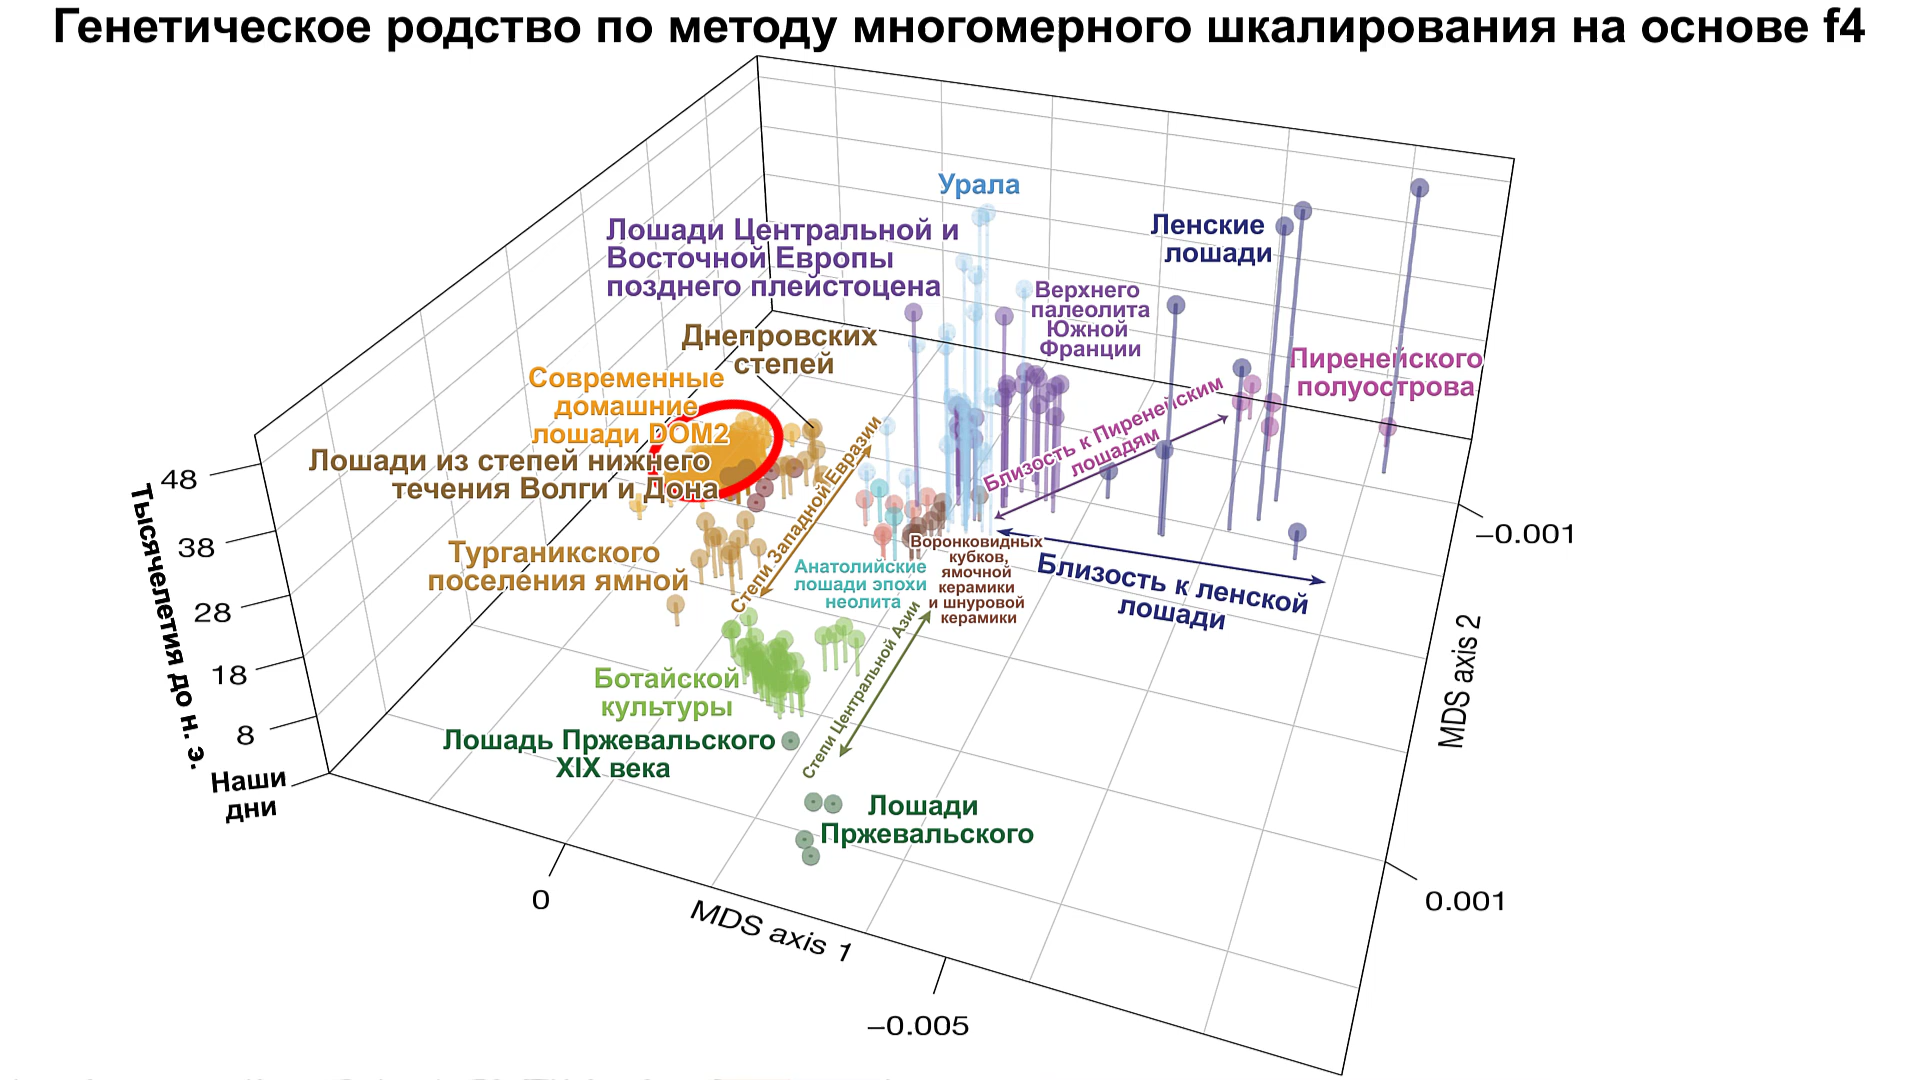 Генетическое родство по методу многомерного шкалирования на основе f4
Урала
Лошади Центральной и
Восточной Европы
позднего плейстоцена
Ленские
лошади
Верхнего
палеолита
Южной
Франции
Пиренейского
полуострова
Днепровских
степей
Современные
домашние
лошади DOM2
Лошади из степей нижнего
течения Волги и Дона
Близость к Пиренейским
лошадям
Степи Западной Евразии
Турганикского
поселения ямной
Анатолийские
лошади эпохи
неолита
Воронковидных
кубков,
ямочной
керамики
и шнуровой
керамики
Близость к ленской
лошади
Степи Центральной Азии
Ботайской
культуры
Лошадь Пржевальского
XIX века
Лошади
Пржевальского
Тысячелетия до н. э.
48
38
28
18
8
Наши
дни
0
MDS axis 1
−0.005
−0.001
MDS axis 2
0.001